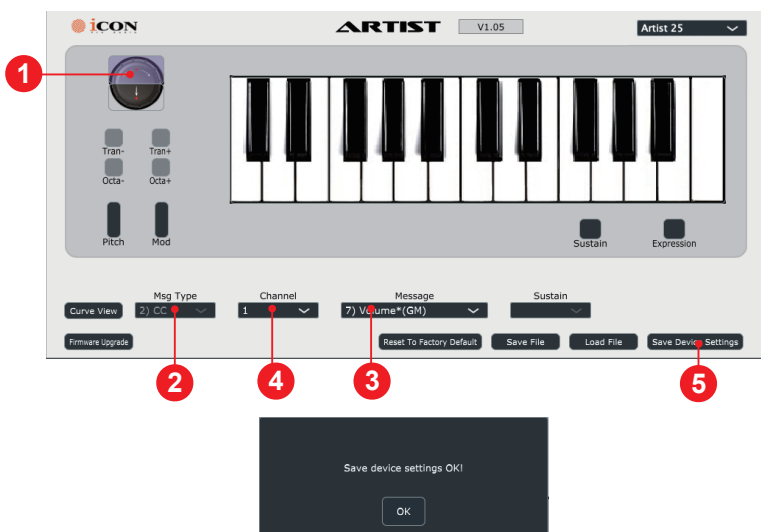 icon
ARTIST
V1.05
Artist 25
1
Tran-
Tran+
Octa-
Octa+
Pitch
Mod
Sustain
Expression
Msg Type
Channel
Message
Sustain
Curve View
2) CC
1
7) Volume*(GM)
Firmware Upgrade
Reset To Factory Default
Save File
Load File
Save Device Settings
2
4
3
5
Save device settings OK!
OK